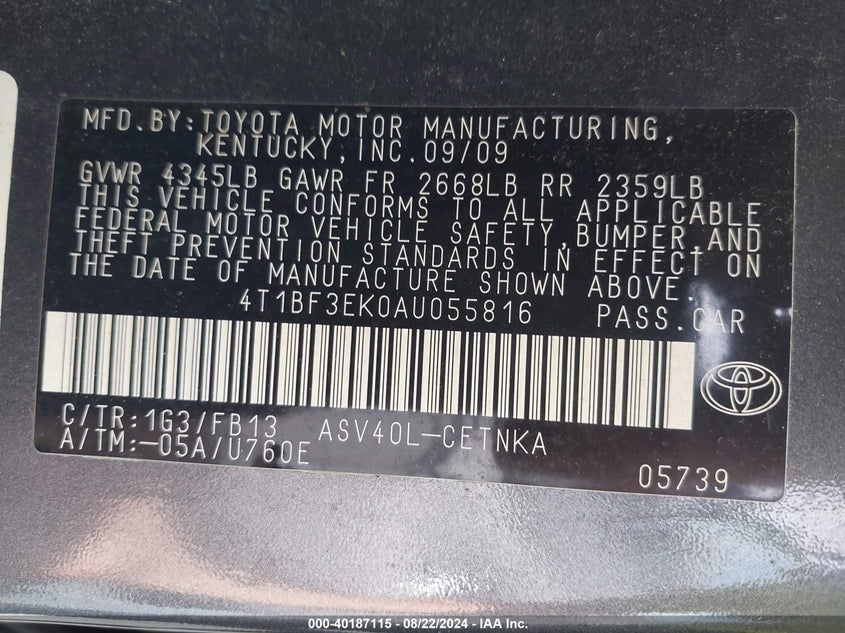 MFD.BY:TOYOTA MOTOR MANUFACTURING,
KENTUCKY,INC.09/09
GVWR 4345LB GAWR FR 2668LB RR 2359LB
THIS VEHICLE CONFORMS TO ALL APPLICABLE
FEDERAL MOTOR VEHICLE SAFETY,BUMPER,AND
THEFT PREVENTION STANDARDS IN EFFECT ON
THE DATE OF MANUFACTURE SHOWN ABOVE.
4T1BF3EK0AU055816 PASS.CAR
C/TR:1G3/FB13 ASV40L-CETNKA
A/TM:-05A/U760E
05739
000-40187115 - 08/22/2024 - IAA Inc.